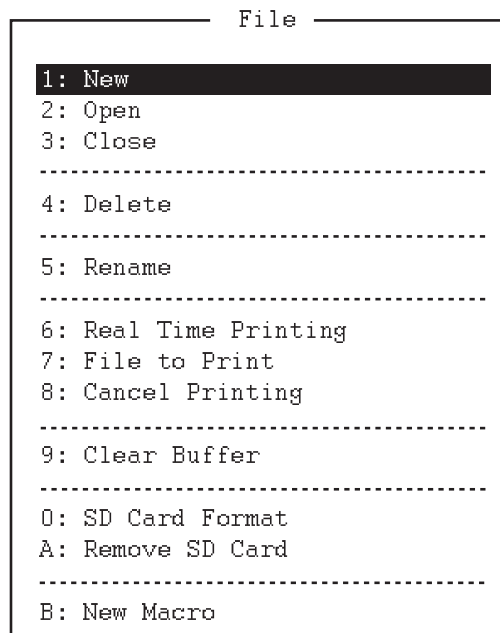 File
1: New
2: Open
3: Close
4: Delete
5: Rename
6: Real Time Printing
7: File to Print
8: Cancel Printing
9: Clear Buffer
0: SD Card Format
A: Remove SD Card
B: New Macro